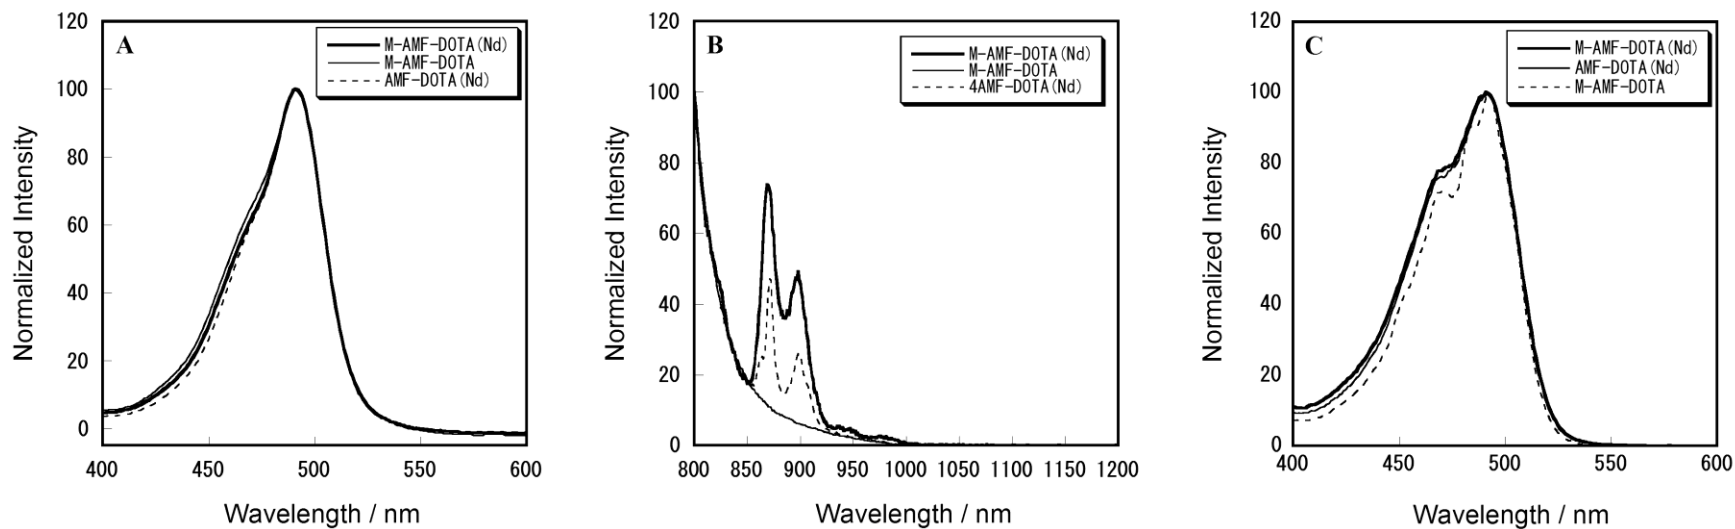 A
M-AMF-DOTA(Nd)
M-AMF-DOTA
AMF-DOTA(Nd)
120
100
80
60
40
20
0
400
450
500
550
600
Normalized Intensity
Wavelength / nm
B
M-AMF-DOTA(Nd)
M-AMF-DOTA
4AMF-DOTA(Nd)
120
100
80
60
40
20
0
800
850
900
950
1000
1050
1100
1150
1200
Normalized Intensity
Wavelength / nm
C
M-AMF-DOTA(Nd)
AMF-DOTA(Nd)
M-AMF-DOTA
120
100
80
60
40
20
0
400
450
500
550
600
Normalized Intensity
Wavelength / nm